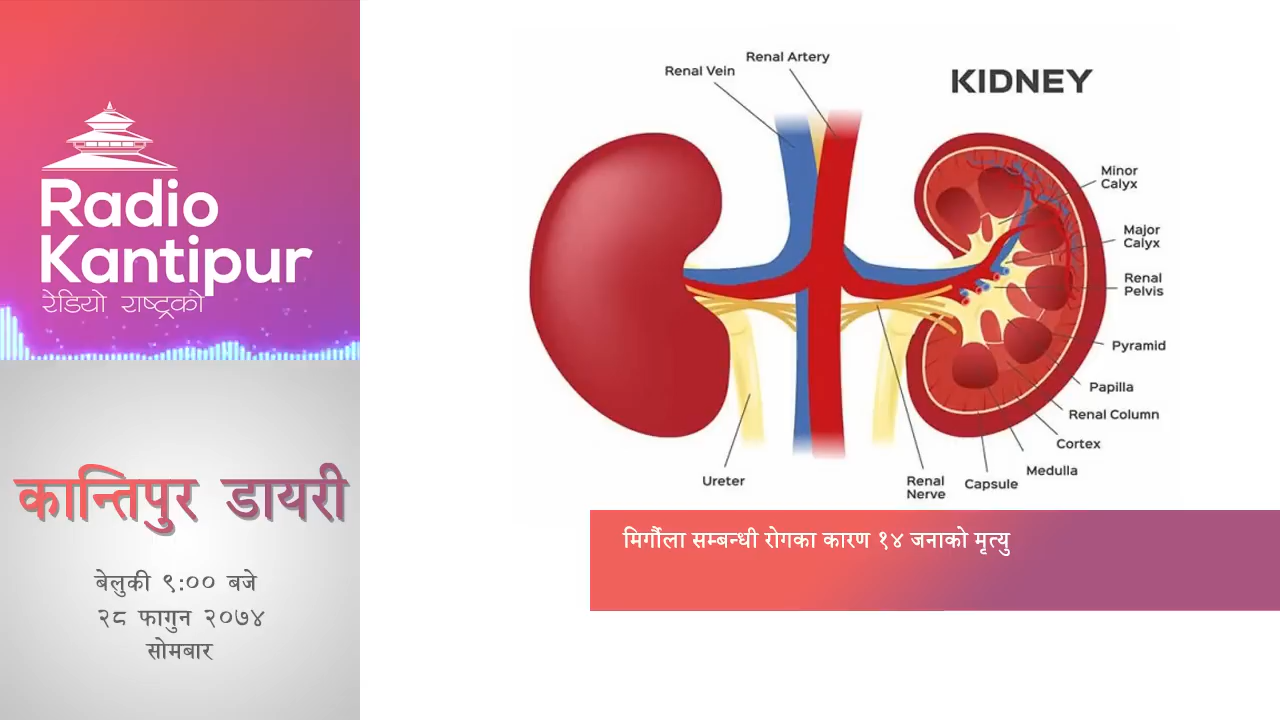 Radio
Kantipur
रेडियो राष्ट्रको
कान्तिपुर डायरी
बेलुकी ९:०० बजे
२८ फागुन २०७४
सोमबार
KIDNEY
Renal Artery
Renal Vein
Minor
Calyx
Major
Calyx
Renal
Pelvis
Pyramid
Papilla
Renal Column
Cortex
Medulla
Capsule
Renal
Nerve
Ureter
मिर्गौला सम्बन्धी रोगका कारण १४ जनाको मृत्यु